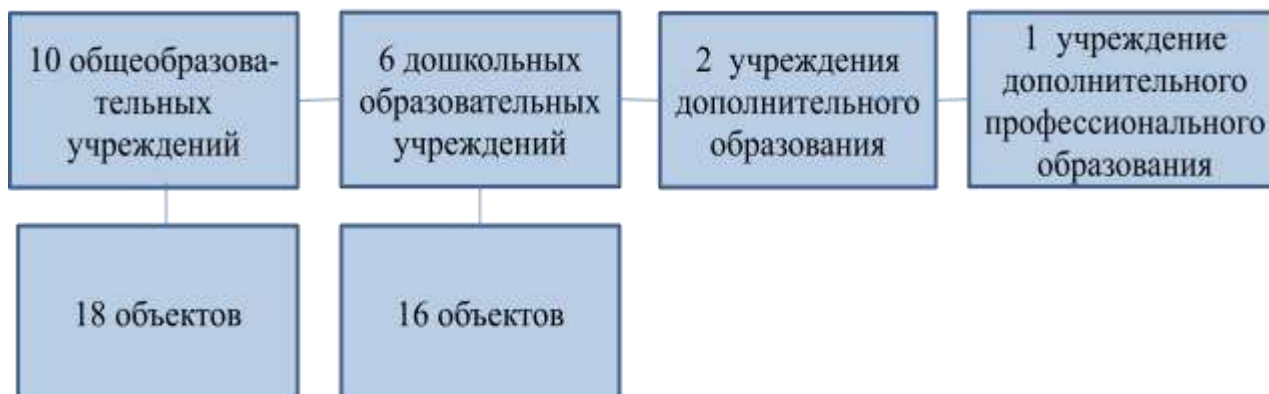 10 общеобразова-
тельных
учреждений
6 дошкольных
образовательных
учреждений
2 учреждения
дополнительного
образования
1 учреждение
дополнительного
профессионального
образования
18 объектов
16 объектов